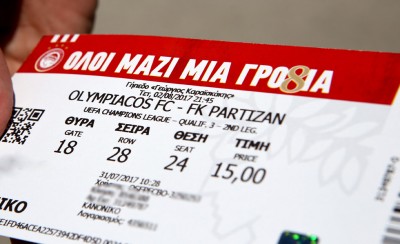 ΟΛΟΙ ΜΑΖΙ ΜΙΑ ΓΡΟ8ΙΑ
Γήπεδο «Γεώργιος Καραϊσκάκης»
Τετ, 02/08/2017 21:45
OLYMPIACOS FC - FK PARTIZAN
UEFA CHAMPIONS LEAGUE - QUALIF. 3 - 2ND LEG.
ΘΥΡΑ ΣΕΙΡΑ ΘΕΣΗ ΤΙΜΗ
GATE ROW SEAT PRICE
18 28 24 15,00
31/07/2017 10:28
ΚΑΝΟΝΙΚΟ